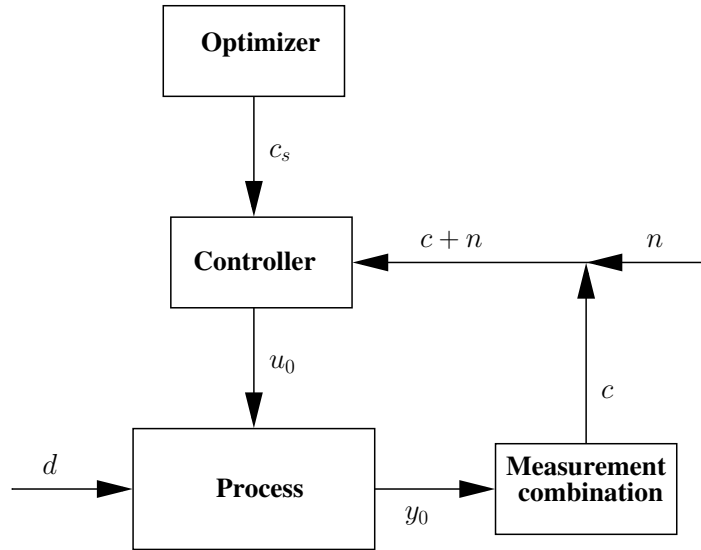 Optimizer
c_s
c + n
n
Controller
u_0
c
d
Process
y_0
Measurement
combination